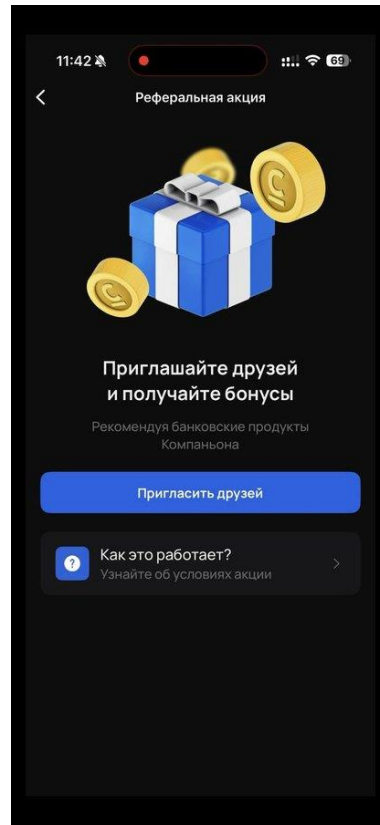 11:42
69
Реферальная акция
Приглашайте друзей
и получайте бонусы
Рекомендуя банковские продукты
Компаньона
Пригласить друзей
Как это работает?
Узнайте об условиях акции